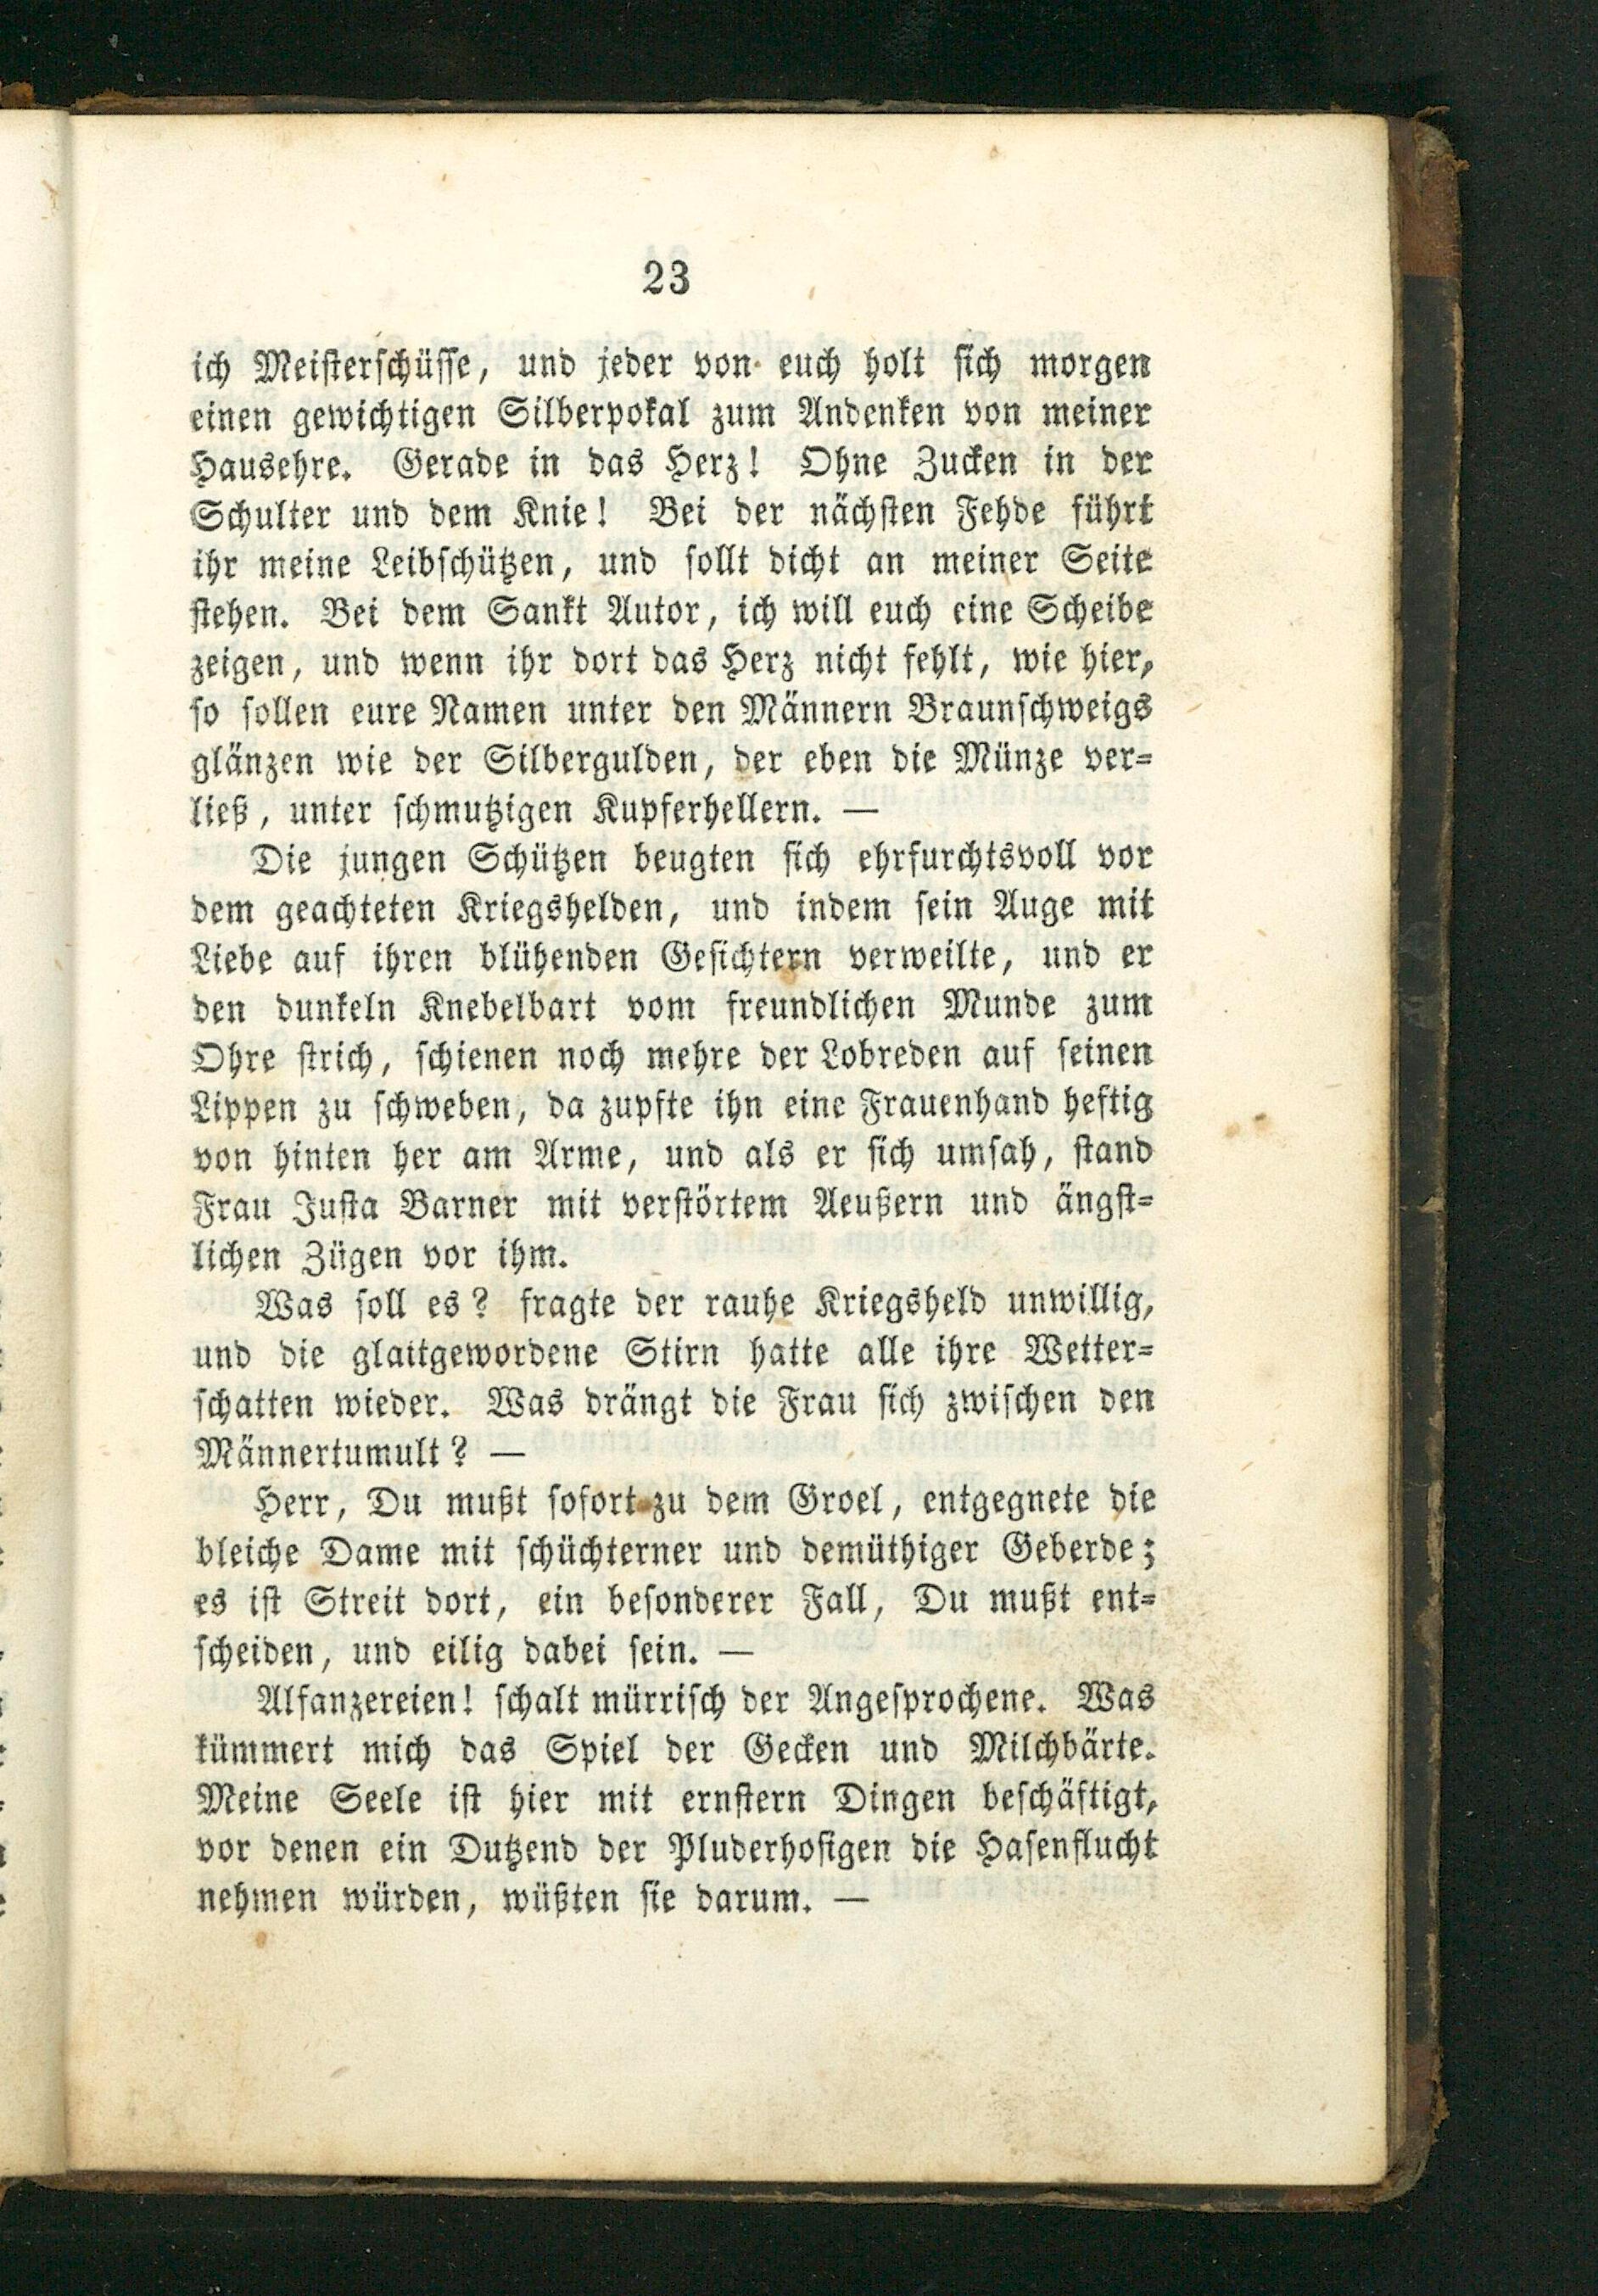 23
ich Meisterschüsse, und jeder von euch holt sich morgen
einen gewichtigen Silberpokal zum Andenken von meiner
Hausehre. Gerade in das Herz! Ohne Zucken in der
Schulter und dem Knie! Bei der nächsten Fehde führt
ihr meine Leibschützen, und sollt dicht an meiner Seite
stehen. Bei dem Sankt Autor, ich will euch eine Scheibe
zeigen, und wenn ihr dort das Herz nicht fehlt, wie hier,
so sollen eure Namen unter den Männern Braunschweigs
glänzen wie der Silbergulden, der eben die Münze ver=
ließ, unter schmutzigen Kupferhellern. —
Die jungen Schützen beugten sich ehrfurchtsvoll vor
dem geachteten Kriegshelden, und indem sein Auge mit
Liebe auf ihren blühenden Gesichtern verweilte, und er
den dunkeln Knebelbart vom freundlichen Munde zum
Ohre strich, schienen noch mehre der Lobreden auf seinen
Lippen zu schweben, da zupfte ihn eine Frauenhand heftig
von hinten her am Arme, und als er sich umsah, stand
Frau Justa Barner mit verstörtem Aeußern und ängst=
lichen Zügen vor ihm.
Was soll es? fragte der rauhe Kriegsheld unwillig,
und die glattgewordene Stirn hatte alle ihre Wetter=
schatten wieder. Was drängt die Frau sich zwischen den
Männertumult? —
Herr, Du mußt sofort zu dem Groel, entgegnete die
bleiche Dame mit schüchterner und demüthiger Geberde;
es ist Streit dort, ein besonderer Fall, Du mußt ent=
scheiden, und eilig dabei sein. —
Alfanzereien! schalt mürrisch der Angesprochene. Was
kümmert mich das Spiel der Gecken und Milchbärte.
Meine Seele ist hier mit ernstern Dingen beschäftigt,
vor denen ein Dutzend der Pluderhosigen die Hasenflucht
nehmen würden, wüßten sie darum. —